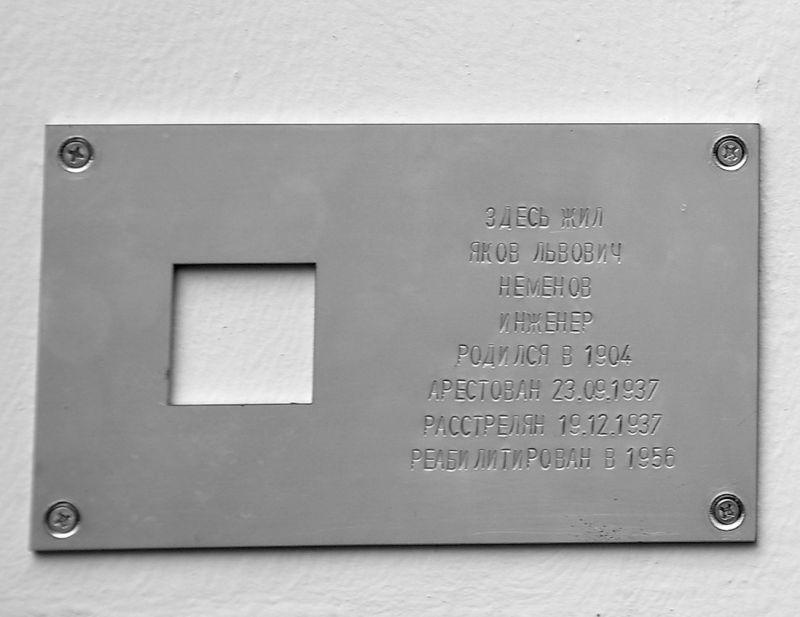 ЗДЕСЬ ЖИЛ
ЯКОВ ЛЬВОВИЧ
НЕМЕНОВ
ИНЖЕНЕР
РОДИЛСЯ В 1904
АРЕСТОВАН 23.09.1937
РАССТРЕЛЯН 19.12.1937
РЕАБИЛИТИРОВАН В 1956